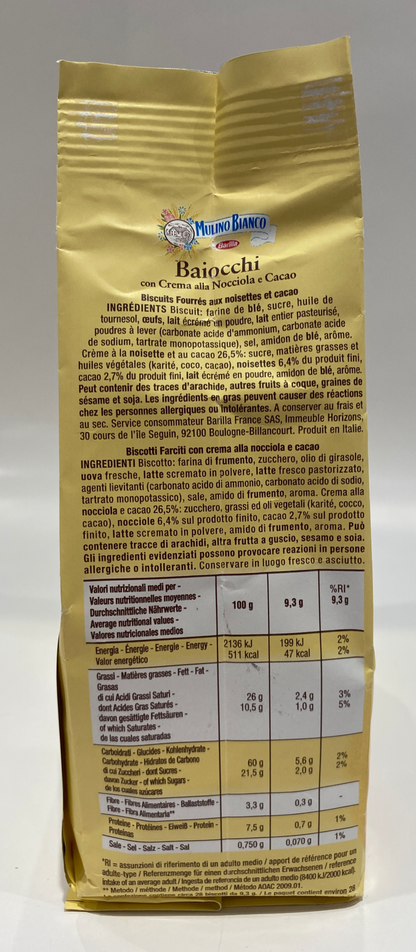 MULINO BIANCO
Barilla
Baiocchi
con Crema alla Nocciola e Cacao
Biscuits Fourrés aux noisettes et cacao
INGRÉDIENTS Biscuit: farine de blé, sucre, huile de
tournesol, œufs, lait écrémé en poudre, lait entier pasteurisé,
poudres à lever (carbonate acide d'ammonium, carbonate acide
de sodium, tartrate monopotassique), sel, amidon de blé, arôme.
Crème à la noisette et au cacao 26,5%: sucre, matières grasses et
huiles végétales (karité, coco, cacao), noisettes 6,4% du produit fini,
cacao 2,7% du produit fini, lait écrémé en poudre, amidon de blé, arôme.
Peut contenir des traces d'arachide, autres fruits à coque, graines de
sésame et soja. Les ingrédients en gras peuvent causer des réactions
chez les personnes allergiques ou intolérantes. A conserver au frais et
au sec. Service consommateur Barilla France SAS, Immeuble Horizons,
30 cours de l'île Seguin, 92100 Boulogne-Billancourt. Produit en Italie.
Biscotti Farciti con crema alla nocciola e cacao
INGREDIENTI Biscotto: farina di frumento, zucchero, olio di girasole,
uova fresche, latte scremato in polvere, latte fresco pastorizzato,
agenti lievitanti (carbonato acido di ammonio, carbonato acido di sodio,
tartrato monopotassico), sale, amido di frumento, aroma. Crema alla
nocciola e cacao 26,5%: zucchero, grassi ed oli vegetali (karité, cocco,
cacao), nocciole 6,4% sul prodotto finito, cacao 2,7% sul prodotto
finito, latte scremato in polvere, amido di frumento, aroma. Può
contenere tracce di arachidi, altra frutta a guscio, sesamo e soia.
Gli ingredienti evidenziati possono provocare reazioni in persone
allergiche o intolleranti. Conservare in luogo fresco e asciutto.
Valori nutrizionali medi per -
Valeurs nutritionnelles moyennes -
Durchschnittliche Nährwerte -
Average nutritional values -
Valores nutricionales medios
100 g 9,3 g %RI*
9,3 g
Energia - Énergie - Energie - Energy - 2136 kJ 199 kJ 2%
Valor energético 511 kcal 47 kcal 2%
Grassi - Matières grasses - Fett - Fat -
Grasas 26 g 2,4 g 3%
di cui Acidi Grassi Saturi -
dont Acides Gras Saturés - 10,5 g 1,0 g 5%
davon gesättigte Fettsäuren -
of which Saturates -
de las cuales saturadas
Carboidrati - Glucides - Kohlenhydrate -
Carbohydrate - Hidratos de Carbono 60 g 5,6 g 2%
di cui Zuccheri - dont Sucres - 21,5 g 2,0 g 2%
davon Zucker - of which Sugars -
de los cuales azúcares
Fibre - Fibres Alimentaires - Ballaststoffe -
Fibre - Fibra Alimentaria** 3,3 g 0,3 g -
Proteine - Protéines - Eiweiß - Protein -
Proteínas 7,5 g 0,7 g 1%
Sale - Sel - Salz - Salt - Sal 0,750 g 0,070 g 1%
*RI = assunzioni di riferimento di un adulto medio / apport de référence pour un
adulte-type / Referenzmenge für einen durchschnittlichen Erwachsenen / reference
intake of an average adult / Ingesta de referencia de un adulto medio (8400 kJ/2000 kcal).
** Metodo / méthode / Methode / method / Método AOAC 2009.01.
La confezione contiene circa 28 biscotti da 9,3 g. / Le paquet contient environ 28